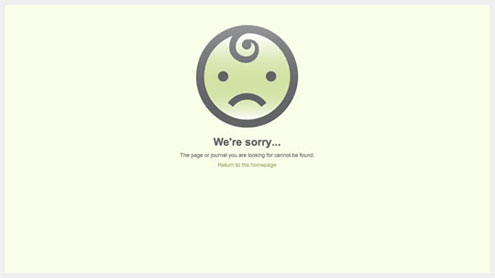 We're sorry...
The page or journal you are looking for cannot be found.
Return to the homepage